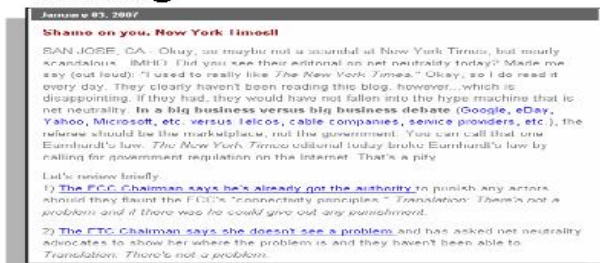 January 03, 2007
Shame on you, New York Times!!
SAN JOSE, CA - Okay, so maybe not a scandal at New York Times, but nearly
scandalous. IMHO. Did you see their editorial on net neutrality today? Made me
say (out loud): "I used to really like The New York Times." Okay, so I do read it
every day. They clearly haven't been reading this blog, however...which is
disappointing. If they had, they would have not fallen into the hype machine that is
net neutrality. In a big business versus big business debate (Google, eBay,
Yahoo, Microsoft, etc. versus Telcos, cable companies, service providers, etc.), the
referee should be the marketplace, not the government. You can call that one
Earnhardt's law. The New York Times editorial today broke Earnhardt's law by
calling for government regulation on the Internet. That's a pity.
Let's review briefly.
1) The FCC Chairman says he's already got the authority to punish any actors
should they flaunt the FCC's "connectivity principles." Translation: There's not a
problem and if there was he could give out any punishment.
2) The FTC Chairman says she doesn't see a problem and has asked net neutrality
advocates to show her where the problem is and they haven't been able to.
Translation: There's not a problem.